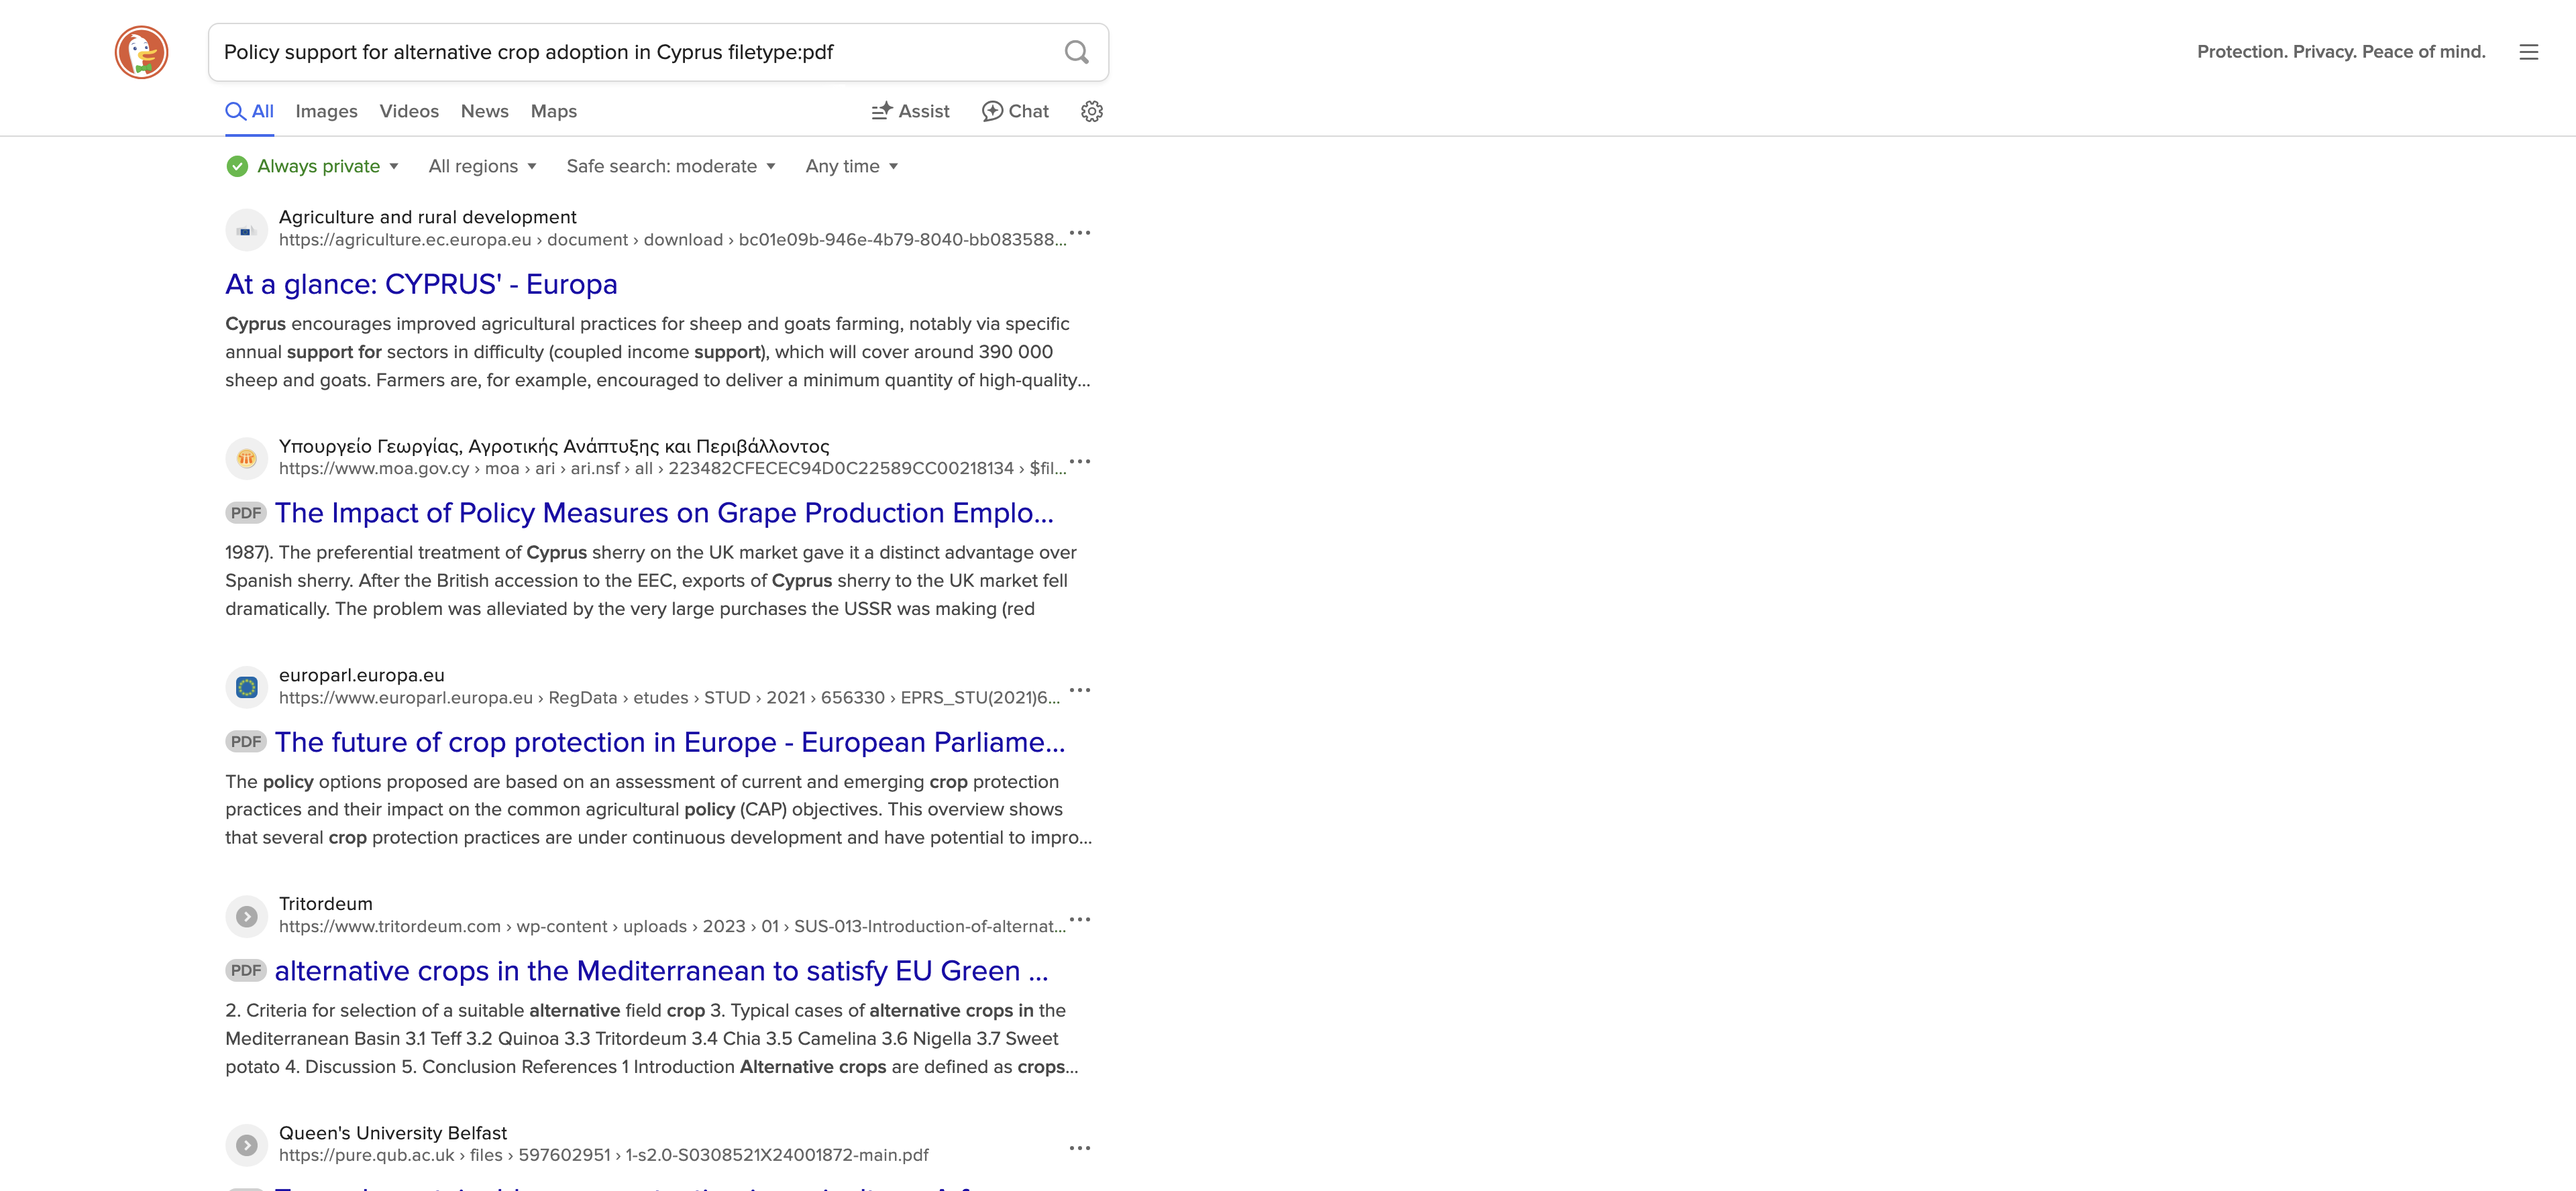 Policy support for alternative crop adoption in Cyprus filetype:pdf
Protection. Privacy. Peace of mind.
All Images Videos News Maps Assist Chat
Always private All regions Safe search: moderate Any time
Agriculture and rural development
https://agriculture.ec.europa.eu › document › download › bc01e09b-946e-4b79-8040-bb083588...
At a glance: CYPRUS' - Europa
Cyprus encourages improved agricultural practices for sheep and goats farming, notably via specific
annual support for sectors in difficulty (coupled income support), which will cover around 390 000
sheep and goats. Farmers are, for example, encouraged to deliver a minimum quantity of high-quality...
Υπουργείο Γεωργίας, Αγροτικής Ανάπτυξης και Περιβάλλοντος
https://www.moa.gov.cy › moa › ari › ari.nsf › all › 223482CFECEC94D0C22589CC00218134 › $fil...
PDF The Impact of Policy Measures on Grape Production Emplo...
1987). The preferential treatment of Cyprus sherry on the UK market gave it a distinct advantage over
Spanish sherry. After the British accession to the EEC, exports of Cyprus sherry to the UK market fell
dramatically. The problem was alleviated by the very large purchases the USSR was making (red
europarl.europa.eu
https://www.europarl.europa.eu › RegData › etudes › STUD › 2021 › 656330 › EPRS_STU(2021)6...
PDF The future of crop protection in Europe - European Parliame...
The policy options proposed are based on an assessment of current and emerging crop protection
practices and their impact on the common agricultural policy (CAP) objectives. This overview shows
that several crop protection practices are under continuous development and have potential to impro...
Tritordeum
https://www.tritordeum.com › wp-content › uploads › 2023 › 01 › SUS-013-Introduction-of-alternat...
PDF alternative crops in the Mediterranean to satisfy EU Green ...
2. Criteria for selection of a suitable alternative field crop 3. Typical cases of alternative crops in the
Mediterranean Basin 3.1 Teff 3.2 Quinoa 3.3 Tritordeum 3.4 Chia 3.5 Camelina 3.6 Nigella 3.7 Sweet
potato 4. Discussion 5. Conclusion References 1 Introduction Alternative crops are defined as crops...
Queen's University Belfast
https://pure.qub.ac.uk › files › 597602951 › 1-s2.0-S0308521X24001872-main.pdf